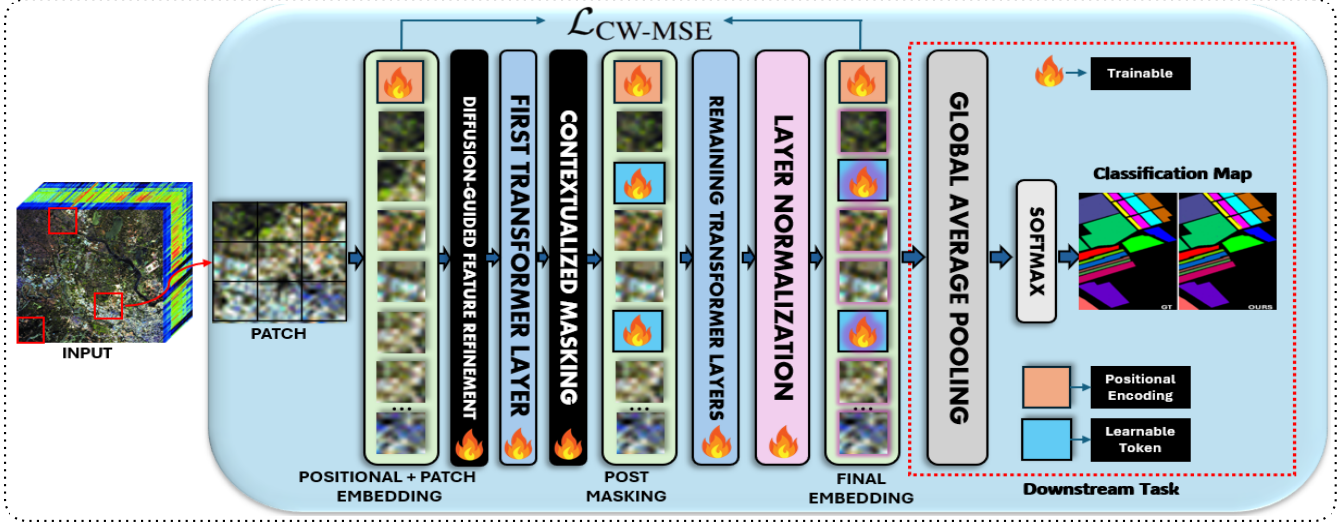 ℒCW-MSE
INPUT
PATCH
POSITIONAL + PATCH
EMBEDDING
DIFFUSION-GUIDED FEATURE REFINEMENT
FIRST TRANSFORMER LAYER
CONTEXTUALIZED MASKING
POST
MASKING
REMAINING TRANSFORMER LAYERS
LAYER NORMALIZATION
FINAL
EMBEDDING
GLOBAL AVERAGE POOLING
SOFTMAX
Trainable
Classification Map
GT
OURS
Positional
Encoding
Learnable
Token
Downstream Task
...
...
...